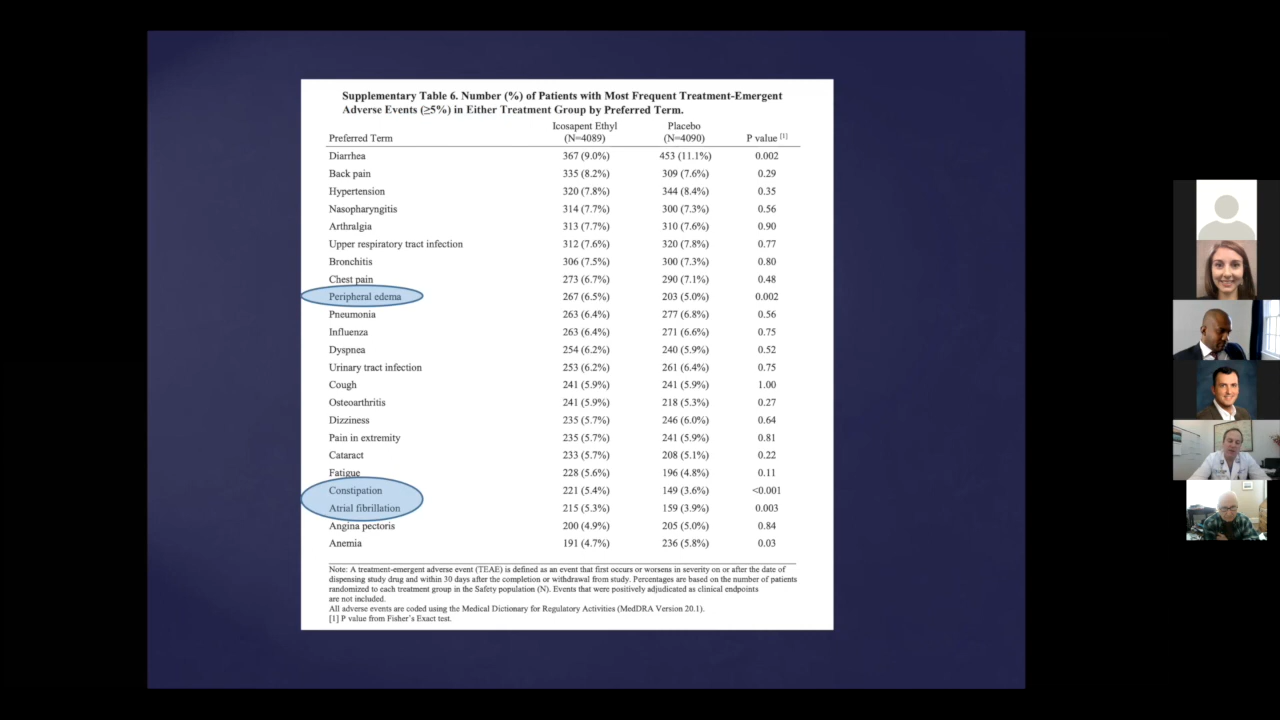 Supplementary Table 6. Number (%) of Patients with Most Frequent Treatment-Emergent
Adverse Events (≥5%) in Either Treatment Group by Preferred Term.
Icosapent Ethyl Placebo
Preferred Term (N=4089) (N=4090) P value [1]
Diarrhea 367 (9.0%) 453 (11.1%) 0.002
Back pain 335 (8.2%) 309 (7.6%) 0.29
Hypertension 320 (7.8%) 344 (8.4%) 0.35
Nasopharyngitis 314 (7.7%) 300 (7.3%) 0.56
Arthralgia 313 (7.7%) 310 (7.6%) 0.90
Upper respiratory tract infection 312 (7.6%) 320 (7.8%) 0.77
Bronchitis 306 (7.5%) 300 (7.3%) 0.80
Chest pain 273 (6.7%) 290 (7.1%) 0.48
Peripheral edema 267 (6.5%) 203 (5.0%) 0.002
Pneumonia 263 (6.4%) 277 (6.8%) 0.56
Influenza 263 (6.4%) 271 (6.6%) 0.75
Dyspnea 254 (6.2%) 240 (5.9%) 0.52
Urinary tract infection 253 (6.2%) 261 (6.4%) 0.75
Cough 241 (5.9%) 241 (5.9%) 1.00
Osteoarthritis 241 (5.9%) 218 (5.3%) 0.27
Dizziness 235 (5.7%) 246 (6.0%) 0.64
Pain in extremity 235 (5.7%) 241 (5.9%) 0.81
Cataract 233 (5.7%) 208 (5.1%) 0.22
Fatigue 228 (5.6%) 196 (4.8%) 0.11
Constipation 221 (5.4%) 149 (3.6%) <0.001
Atrial fibrillation 215 (5.3%) 159 (3.9%) 0.003
Angina pectoris 200 (4.9%) 205 (5.0%) 0.84
Anemia 191 (4.7%) 236 (5.8%) 0.03
Note: A treatment-emergent adverse event (TEAE) is defined as an event that first occurs or worsens in severity on or after the date of
dispensing study drug and within 30 days after the completion or withdrawal from study. Percentages are based on the number of patients
randomized to each treatment group in the Safety population (N). Events that were positively adjudicated as clinical endpoints
are not included.
All adverse events are coded using the Medical Dictionary for Regulatory Activities (MedDRA Version 20.1).
[1] P value from Fisher's Exact test.